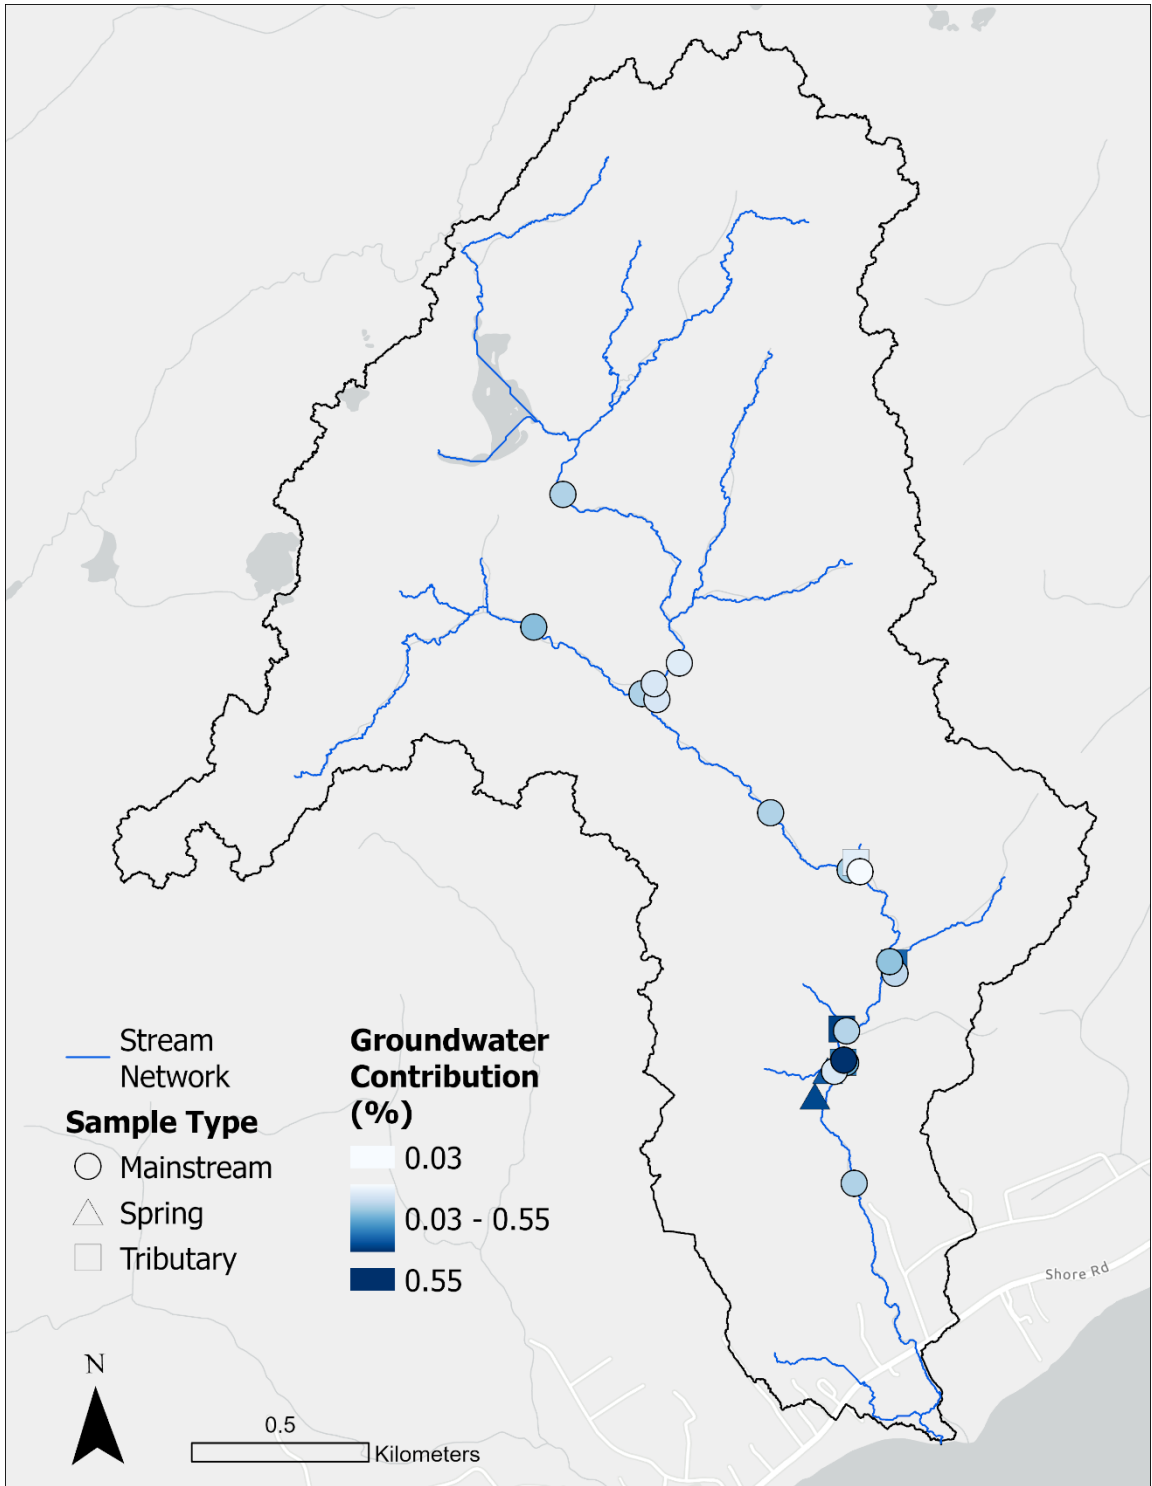 Stream
Network
Sample Type
Mainstream
Spring
Tributary
Groundwater
Contribution
(%)
0.03
0.03 - 0.55
0.55
Shore Rd
N
0.5
Kilometers